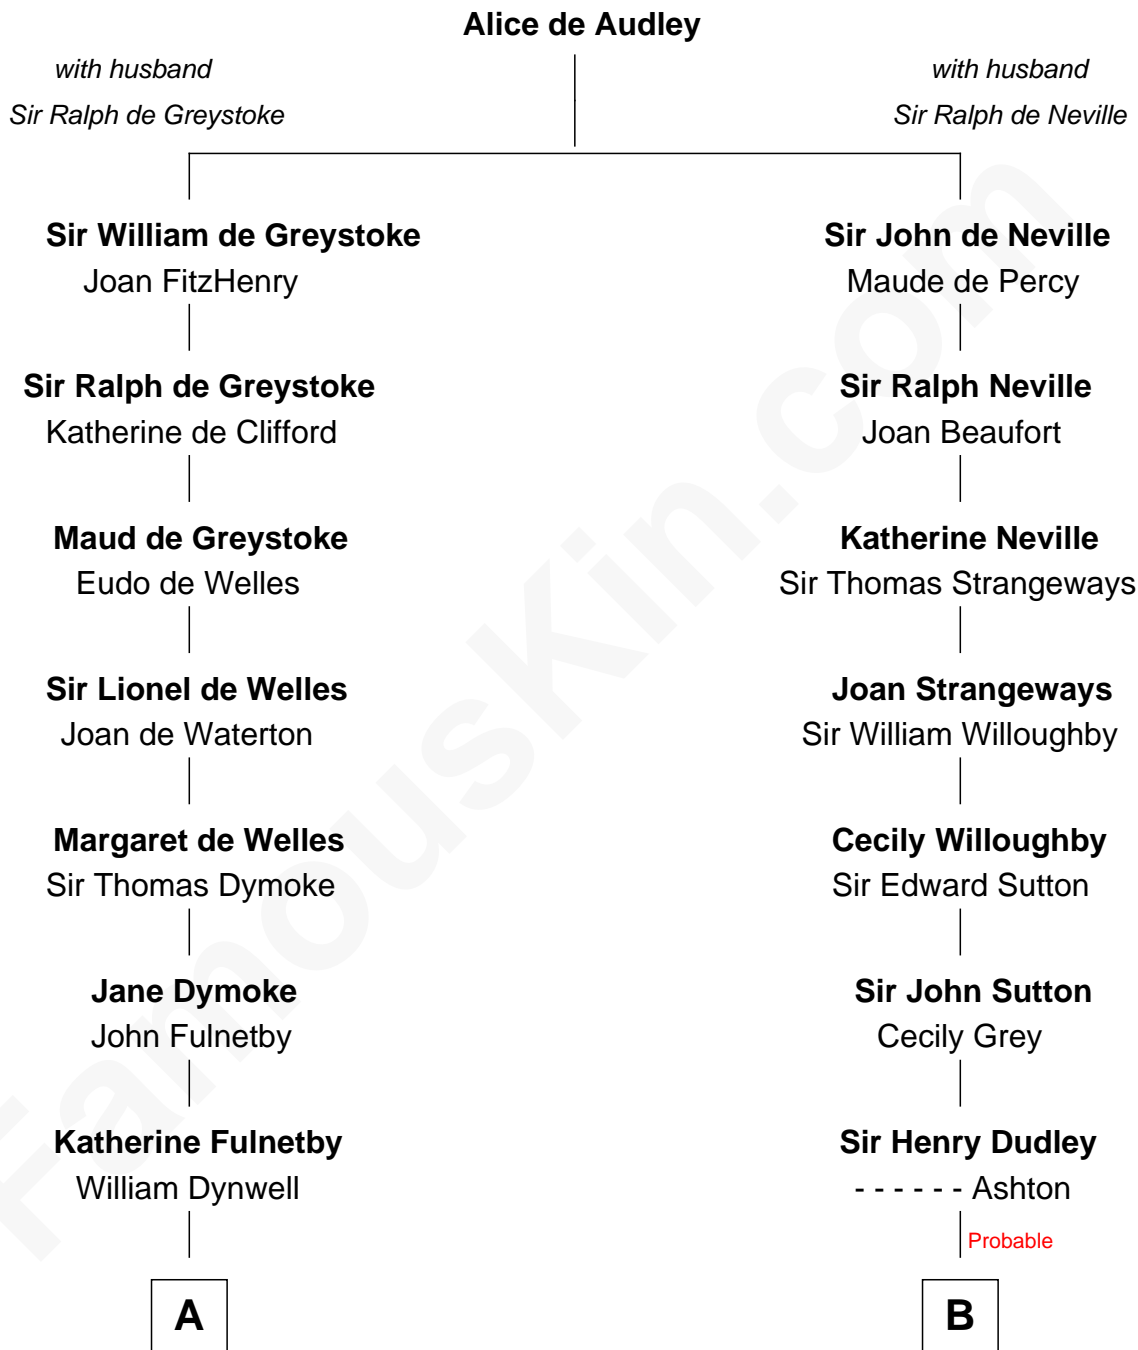 Alice de Audley
with husband
Sir Ralph de Greystoke
with husband
Sir Ralph de Neville
Sir William de Greystoke
Joan FitzHenry
Sir John de Neville
Maude de Percy
Sir Ralph de Greystoke
Katherine de Clifford
Sir Ralph Neville
Joan Beaufort
Maud de Greystoke
Eudo de Welles
Katherine Neville
Sir Thomas Strangeways
Sir Lionel de Welles
Joan de Waterton
Joan Strangeways
Sir William Willoughby
Margaret de Welles
Sir Thomas Dymoke
Cecily Willoughby
Sir Edward Sutton
Jane Dymoke
John Fulnetby
Sir John Sutton
Cecily Grey
Katherine Fulnetby
William Dynwell
Sir Henry Dudley
- - - - - - Ashton
Probable
A
B
FamousKin.com